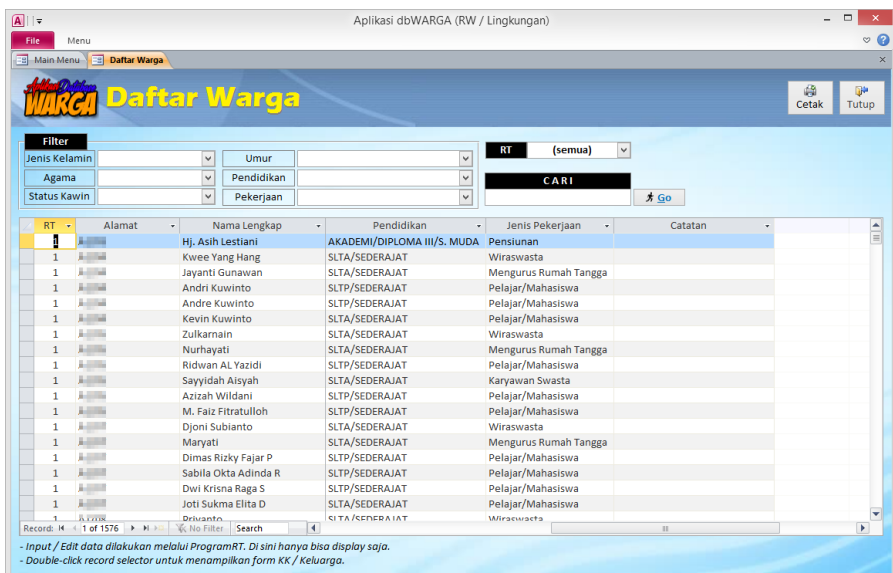 Aplikasi dbWARGA (RW / Lingkungan)
File Menu
Main Menu Daftar Warga
Aplikasi Database WARGA Daftar Warga Cetak Tutup
Filter
Jenis Kelamin Umur RT (semua)
Agama Pendidikan CARI
Status Kawin Pekerjaan Go
RT Alamat Nama Lengkap Pendidikan Jenis Pekerjaan Catatan
1 Hj. Asih Lestiani AKADEMI/DIPLOMA III/S. MUDA Pensiunan
1 Kwee Yang Hang SLTA/SEDERAJAT Wiraswasta
1 Jayanti Gunawan SLTA/SEDERAJAT Mengurus Rumah Tangga
1 Andri Kuwinto SLTP/SEDERAJAT Pelajar/Mahasiswa
1 Andre Kuwinto SLTP/SEDERAJAT Pelajar/Mahasiswa
1 Kevin Kuwinto SLTA/SEDERAJAT Pelajar/Mahasiswa
1 Zulkarnain SLTA/SEDERAJAT Wiraswasta
1 Nurhayati SLTA/SEDERAJAT Mengurus Rumah Tangga
1 Ridwan AL Yazidi SLTP/SEDERAJAT Pelajar/Mahasiswa
1 Sayyidah Aisyah SLTA/SEDERAJAT Karyawan Swasta
1 Azizah Wildani SLTP/SEDERAJAT Pelajar/Mahasiswa
1 M. Faiz Fitratulloh SLTP/SEDERAJAT Pelajar/Mahasiswa
1 Djoni Subianto SLTA/SEDERAJAT Wiraswasta
1 Maryati SLTA/SEDERAJAT Mengurus Rumah Tangga
1 Dimas Rizky Fajar P SLTP/SEDERAJAT Pelajar/Mahasiswa
1 Sabila Okta Adinda R SLTP/SEDERAJAT Pelajar/Mahasiswa
1 Dwi Krisna Raga S SLTP/SEDERAJAT Pelajar/Mahasiswa
1 Joti Sukma Elita D SLTA/SEDERAJAT Pelajar/Mahasiswa
1 Priyanto SLTA/SEDERAJAT Wiraswasta
Record: 1 of 1576 No Filter Search
- Input / Edit data dilakukan melalui ProgramRT. Di sini hanya bisa display saja.
- Double-click record selector untuk menampilkan form KK / Keluarga.